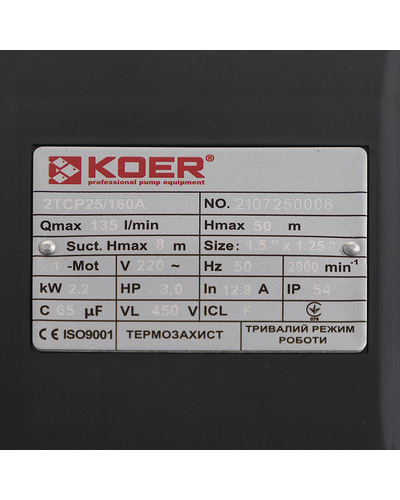 KOER®
professional pump equipment
2TCP25/160A NO. 2107250006
Qmax 135 l/min Hmax 50 m
Suct. Hmax 8 m Size: 1.5" x 1.25"
1 -Mot V 220 ~ Hz 50 2900 min⁻¹
kW 2.2 HP 3.0 In 12.8 A IP 54
C 65 µF VL 450 V ICL F
CE ISO9001 ТЕРМОЗАХИСТ ТРИВАЛИЙ РЕЖИМ
РОБОТИ